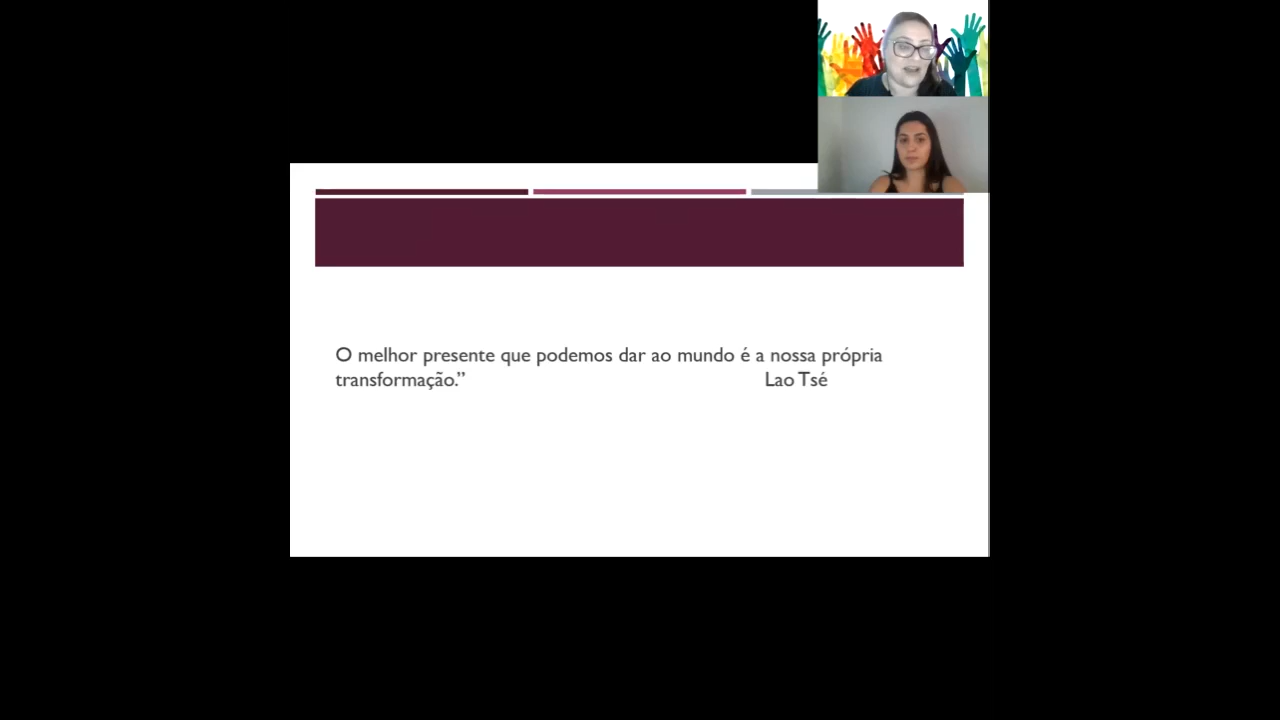 O melhor presente que podemos dar ao mundo é a nossa própria
transformação.” Lao Tsé